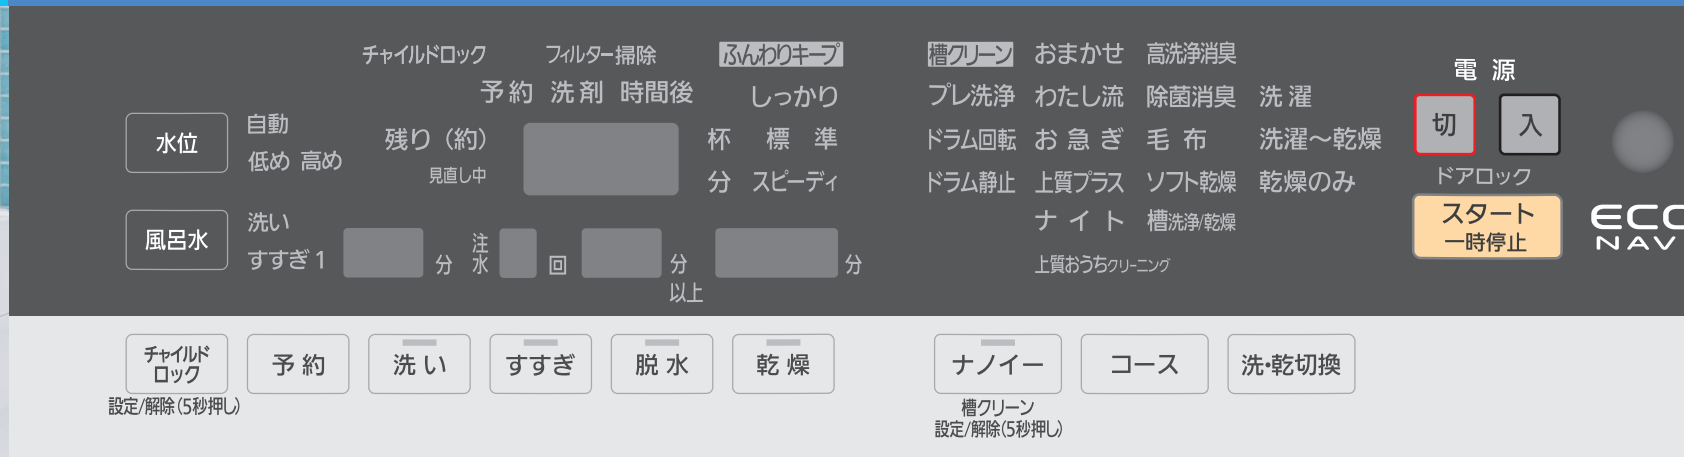 チャイルドロック フィルター掃除 ふんわりキープ 槽クリーン おまかせ 高洗浄消臭
電源
予約 洗剤 時間後 しっかり プレ洗浄 わたし流 除菌消臭 洗濯
切 入
水位 自動 残り(約) 杯 標準 ドラム回転 お急ぎ 毛布 洗濯～乾燥
低め 高め 見直し中 分 スピーディ ドラム静止 上質プラス ソフト乾燥 乾燥のみ
ドアロック
スタート
一時停止
ECO
NAVI
風呂水 洗い ナイト 槽洗浄/乾燥
すすぎ1 分 注水 回 分 分 上質おうちクリーニング
以上
チャイルド
ロック
予約 洗い すすぎ 脱水 乾燥 ナノイー コース 洗・乾切換
設定/解除(5秒押し)
槽クリーン
設定/解除(5秒押し)